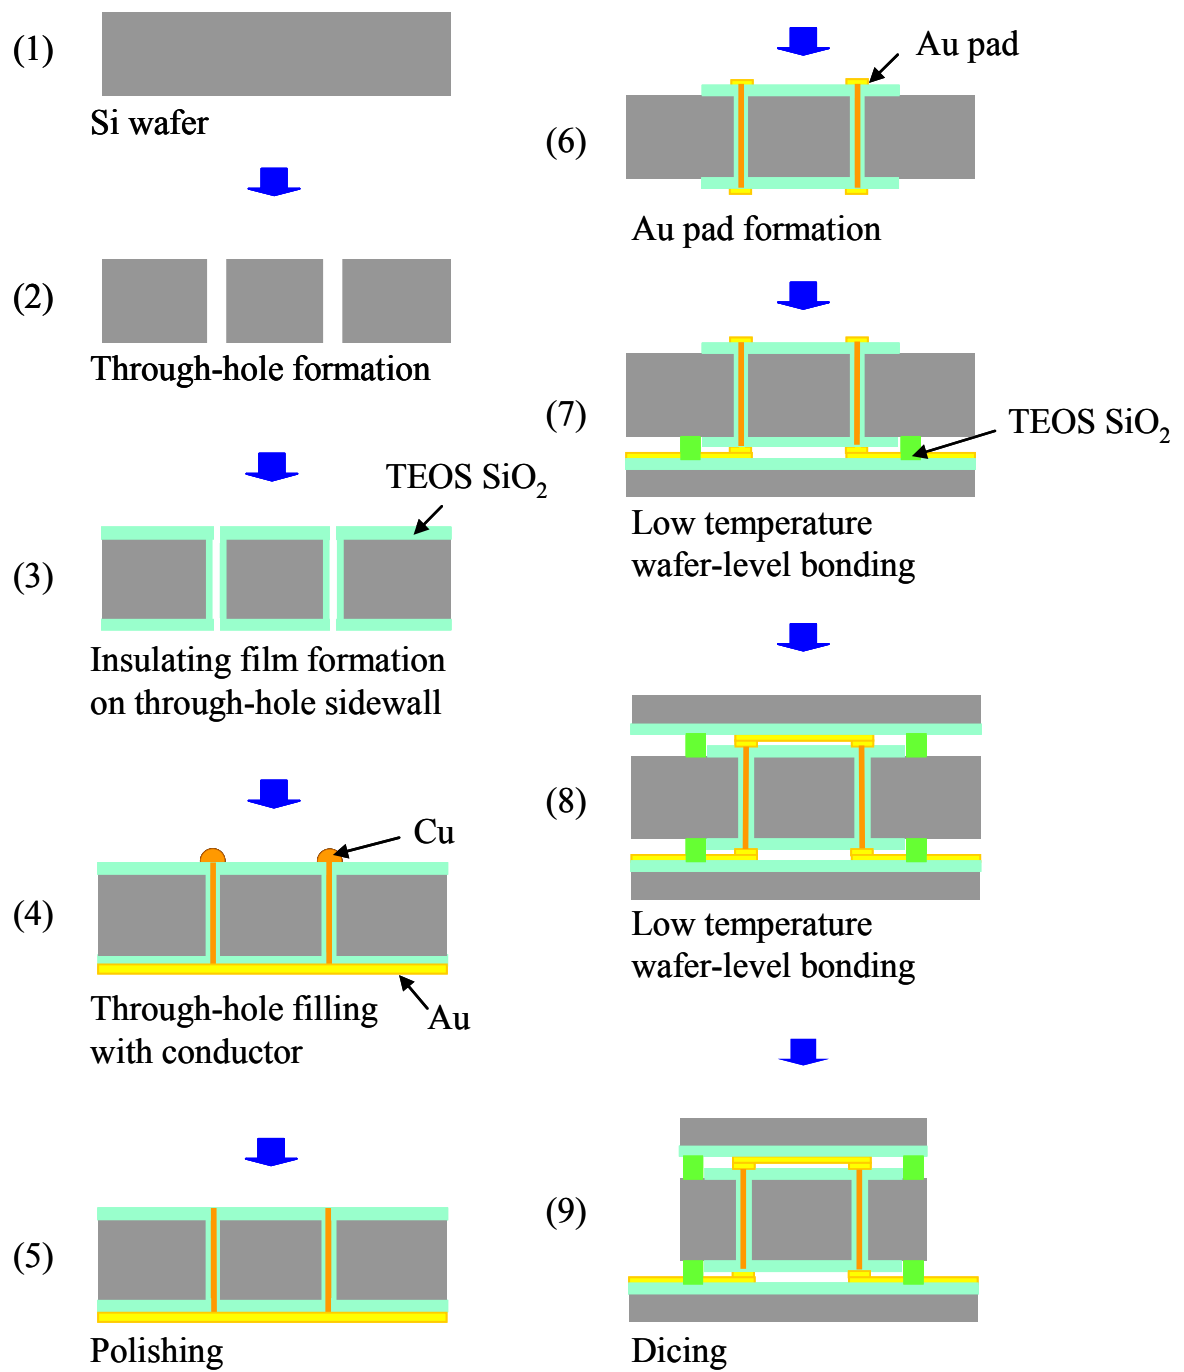 (1)
Si wafer
(2)
Through-hole formation
TEOS SiO₂
(3)
Insulating film formation
on through-hole sidewall
Cu
(4)
Through-hole filling
with conductor
Au
(5)
Polishing
Au pad
(6)
Au pad formation
(7)
TEOS SiO₂
Low temperature
wafer-level bonding
(8)
Low temperature
wafer-level bonding
(9)
Dicing